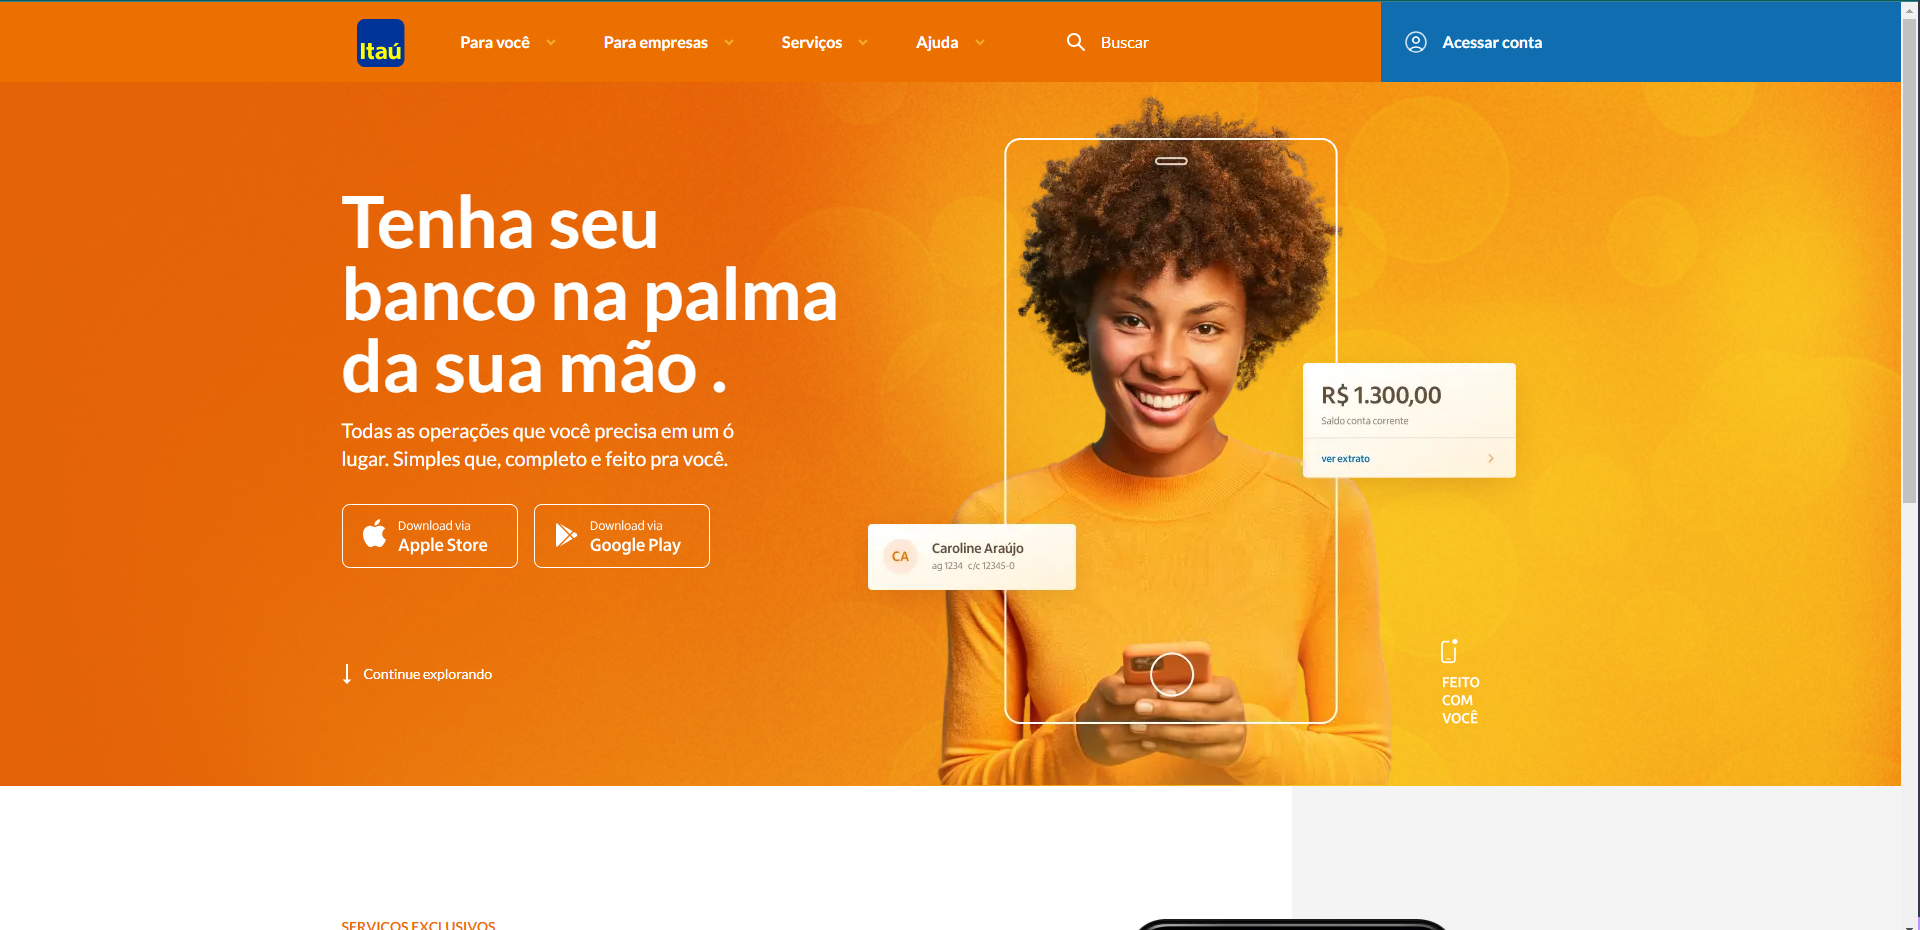 Itaú
Para você
Para empresas
Serviços
Ajuda
Buscar
Acessar conta
Tenha seu
banco na palma
da sua mão .
Todas as operações que você precisa em um ó
lugar. Simples que, completo e feito pra você.
Download via
Apple Store
Download via
Google Play
Continue explorando
R$ 1.300,00
Saldo conta corrente
ver extrato
CA
Caroline Araújo
ag 1234 c/c 12345-0
FEITO
COM
VOCÊ
SERVIÇOS EXCLUSIVOS